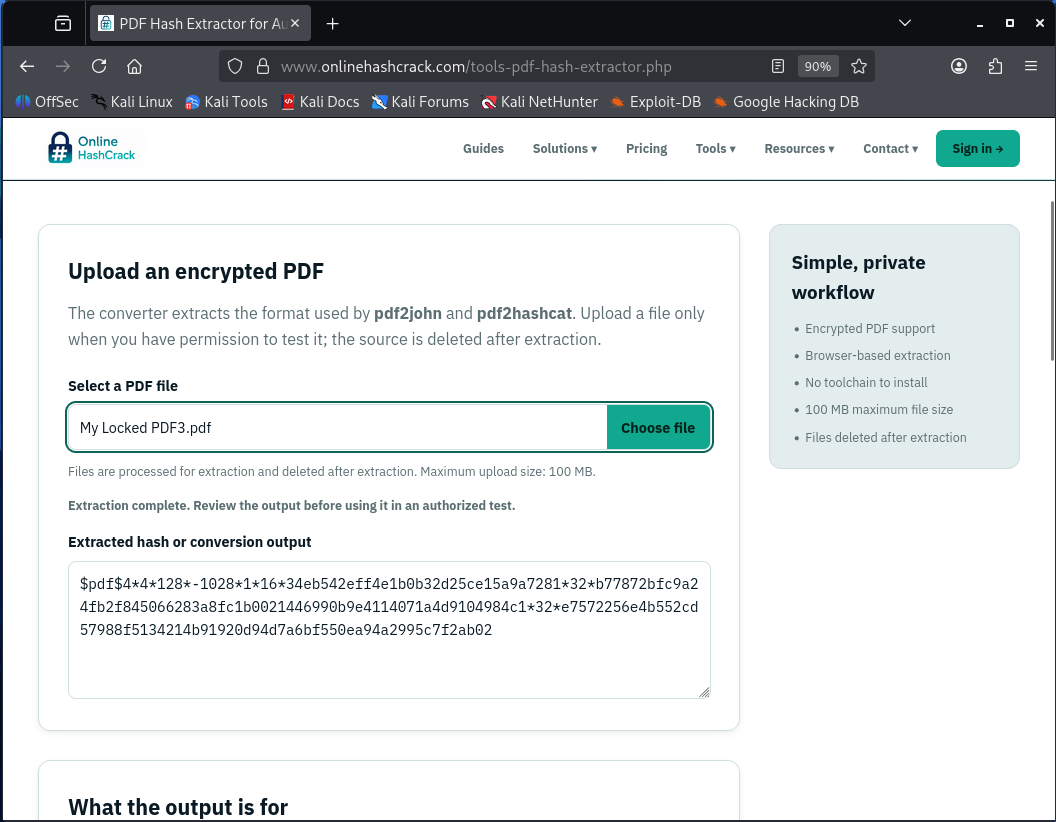 PDF Hash Extractor for Au
www.onlinehashcrack.com/tools-pdf-hash-extractor.php
90%
OffSec
Kali Linux
Kali Tools
Kali Docs
Kali Forums
Kali NetHunter
Exploit-DB
Google Hacking DB
Online
HashCrack
Guides
Solutions ▾
Pricing
Tools ▾
Resources ▾
Contact ▾
Sign in →
Upload an encrypted PDF
The converter extracts the format used by pdf2john and pdf2hashcat. Upload a file only
when you have permission to test it; the source is deleted after extraction.
Select a PDF file
My Locked PDF3.pdf
Choose file
Files are processed for extraction and deleted after extraction. Maximum upload size: 100 MB.
Extraction complete. Review the output before using it in an authorized test.
Extracted hash or conversion output
$pdf$4*4*128*-1028*1*16*34eb542eff4e1b0b32d25ce15a9a7281*32*b77872bfc9a2
4fb2f845066283a8fc1b0021446990b9e4114071a4d9104984c1*32*e7572256e4b552cd
57988f5134214b91920d94d7a6bf550ea94a2995c7f2ab02
What the output is for
Simple, private
workflow
• Encrypted PDF support
• Browser-based extraction
• No toolchain to install
• 100 MB maximum file size
• Files deleted after extraction